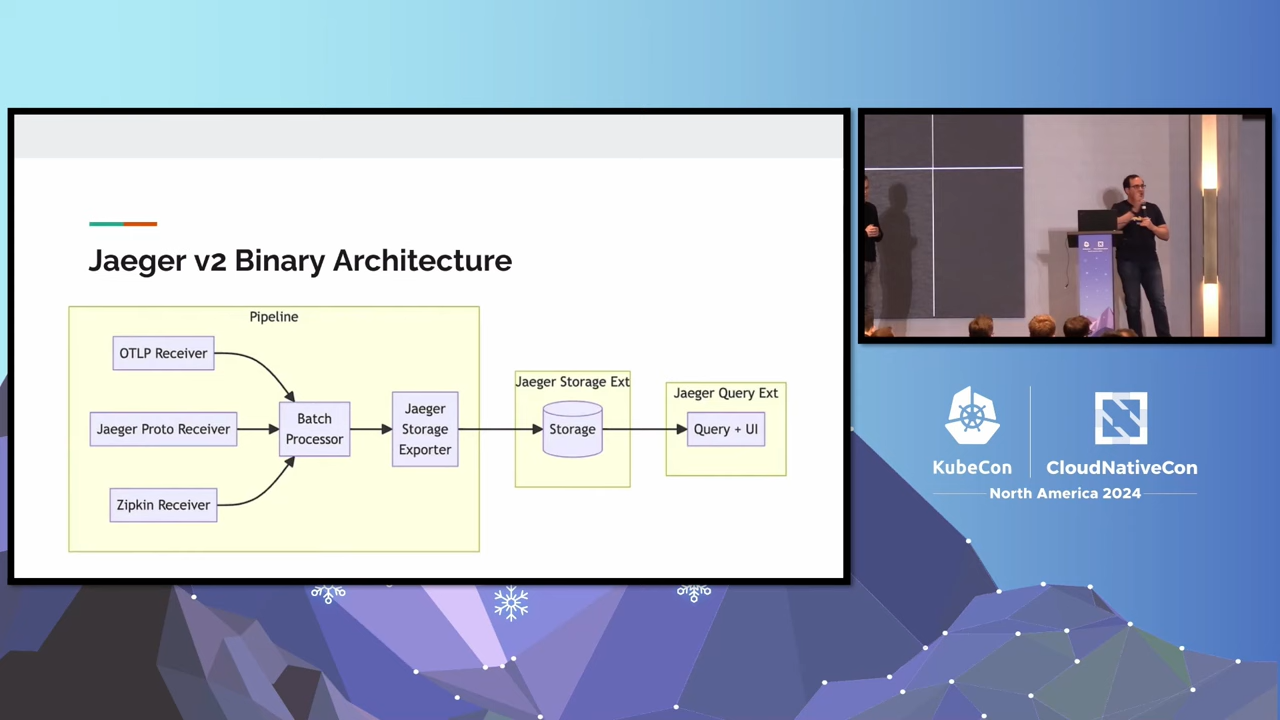 Jaeger v2 Binary Architecture
Pipeline
OTLP Receiver
Jaeger Proto Receiver
Zipkin Receiver
Batch
Processor
Jaeger
Storage
Exporter
Jaeger Storage Ext
Storage
Jaeger Query Ext
Query + UI
KubeCon
CloudNativeCon
North America 2024